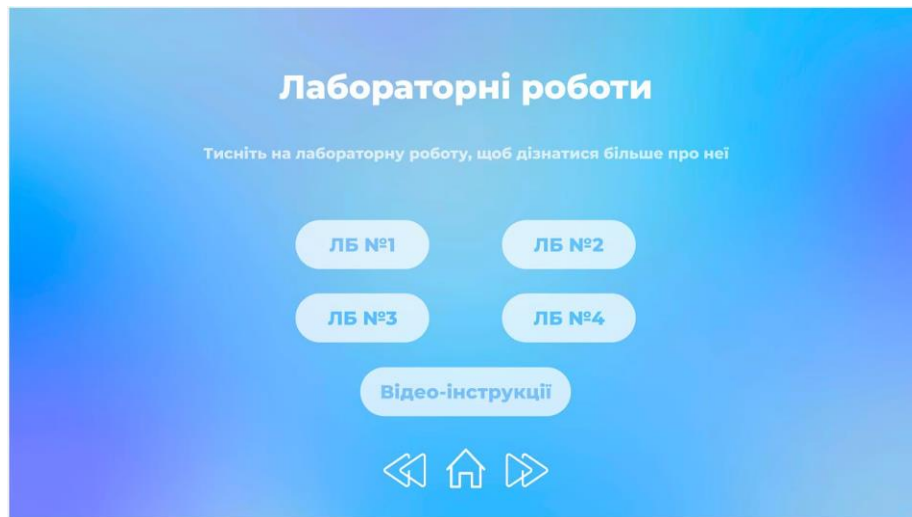 Лабораторні роботи
Тисніть на лабораторну роботу, щоб дізнатися більше про неї
ЛБ №1 ЛБ №2
ЛБ №3 ЛБ №4
Відео-інструкції